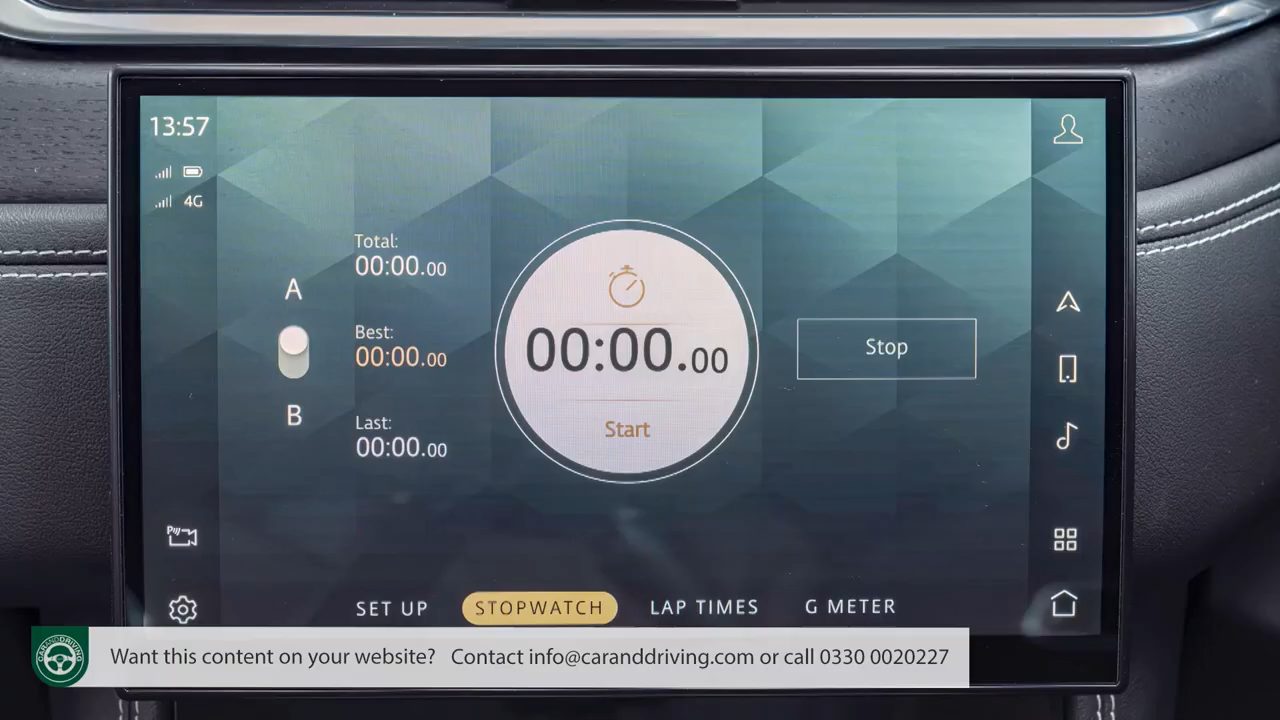 13:57
4G
Total:
00:00.00
A
Best:
00:00.00
B
Last:
00:00.00
00:00.00
Start
Stop
SET UP
STOPWATCH
LAP TIMES
G METER
CARANDDRIVING
Want this content on your website? Contact info@caranddriving.com or call 0330 0020227